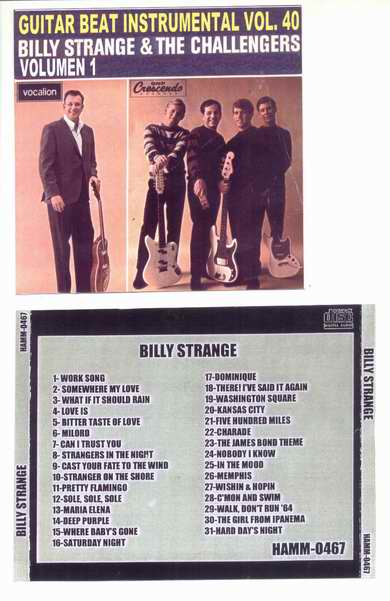 GUITAR BEAT INSTRUMENTAL VOL. 40
BILLY STRANGE & THE CHALLENGERS
VOLUMEN 1
vocalion
GNP
Crescendo
HAMM-0467
BILLY STRANGE
BILLY STRANGE
DISC
DIGITAL AUDIO
1- WORK SONG
2- SOMEWHERE MY LOVE
3- WHAT IF IT SHOULD RAIN
4- LOVE IS
5- BITTER TASTE OF LOVE
6- MILORD
7- CAN I TRUST YOU
8- STRANGERS IN THE NIGHT
9- CAST YOUR FATE TO THE WIND
10-STRANGER ON THE SHORE
11-PRETTY FLAMINGO
12-SOLE, SOLE, SOLE
13-MARIA ELENA
14-DEEP PURPLE
15-WHERE BABY'S GONE
16-SATURDAY NIGHT
17-DOMINIQUE
18-THERE! I'VE SAID IT AGAIN
19-WASHINGTON SQUARE
20-KANSAS CITY
21-FIVE HUNDRED MILES
22-CHARADE
23-THE JAMES BOND THEME
24-NOBODY I KNOW
25-IN THE MOOD
26-MEMPHIS
27-WISHIN & HOPIN
28-C'MON AND SWIM
29-WALK, DON'T RUN '64
30-THE GIRL FROM IPANEMA
31-HARD DAY'S NIGHT
HAMM-0467
BILLY STRANGE
HAMM-0467